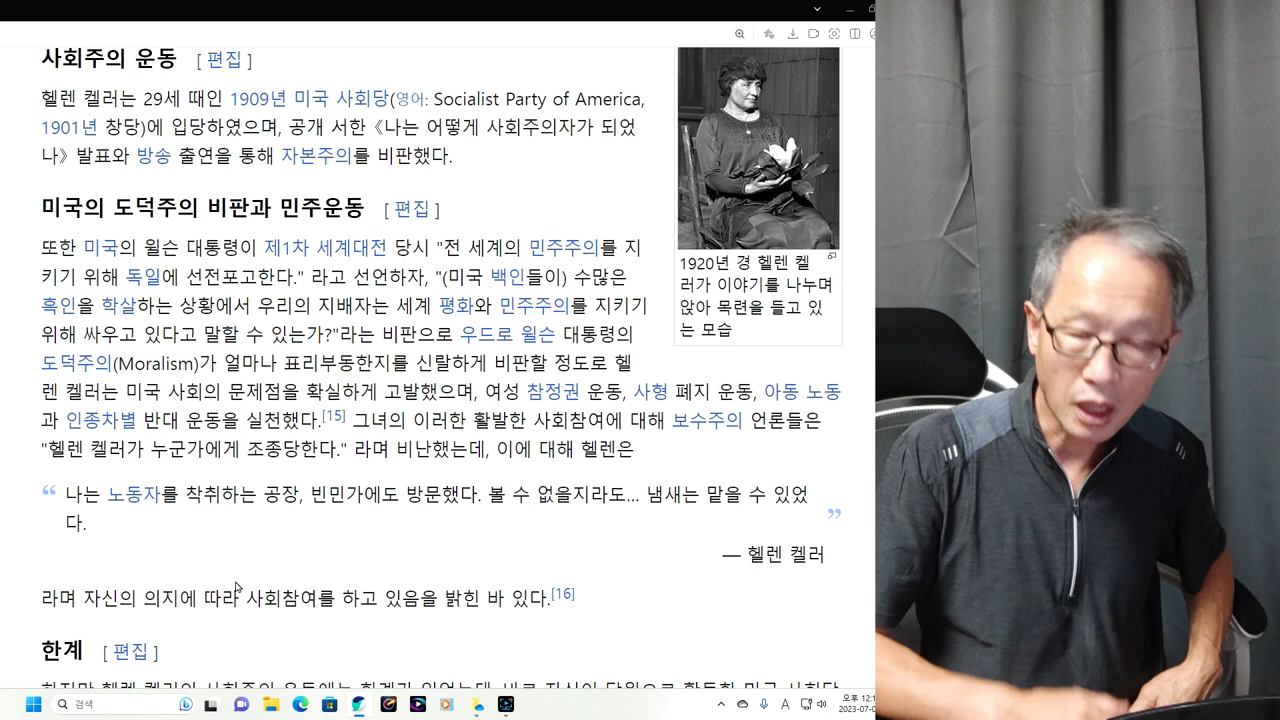 사회주의 운동 [ 편집 ]
헬렌 켈러는 29세 때인 1909년 미국 사회당(영어: Socialist Party of America,
1901년 창당)에 입당하였으며, 공개 서한 《나는 어떻게 사회주의자가 되었
나》 발표와 방송 출연을 통해 자본주의를 비판했다.
미국의 도덕주의 비판과 민주운동 [ 편집 ]
또한 미국의 윌슨 대통령이 제1차 세계대전 당시 "전 세계의 민주주의를 지
키기 위해 독일에 선전포고한다." 라고 선언하자, "(미국 백인들이) 수많은
흑인을 학살하는 상황에서 우리의 지배자는 세계 평화와 민주주의를 지키기
위해 싸우고 있다고 말할 수 있는가?"라는 비판으로 우드로 윌슨 대통령의
도덕주의(Moralism)가 얼마나 표리부동한지를 신랄하게 비판할 정도로 헬
렌 켈러는 미국 사회의 문제점을 확실하게 고발했으며, 여성 참정권 운동, 사형 폐지 운동, 아동 노동
과 인종차별 반대 운동을 실천했다.[15] 그녀의 이러한 활발한 사회참여에 대해 보수주의 언론들은
"헬렌 켈러가 누군가에게 조종당한다." 라며 비난했는데, 이에 대해 헬렌은
“ 나는 노동자를 착취하는 공장, 빈민가에도 방문했다. 볼 수 없을지라도... 냄새는 맡을 수 있었
다. ”
— 헬렌 켈러
라며 자신의 의지에 따라 사회참여를 하고 있음을 밝힌 바 있다.[16]
한계 [ 편집 ]
1920년 경 헬렌 켈
러가 이야기를 나누며
앉아 목련을 들고 있
는 모습
검색
A
오후 12:1
2023-07-0